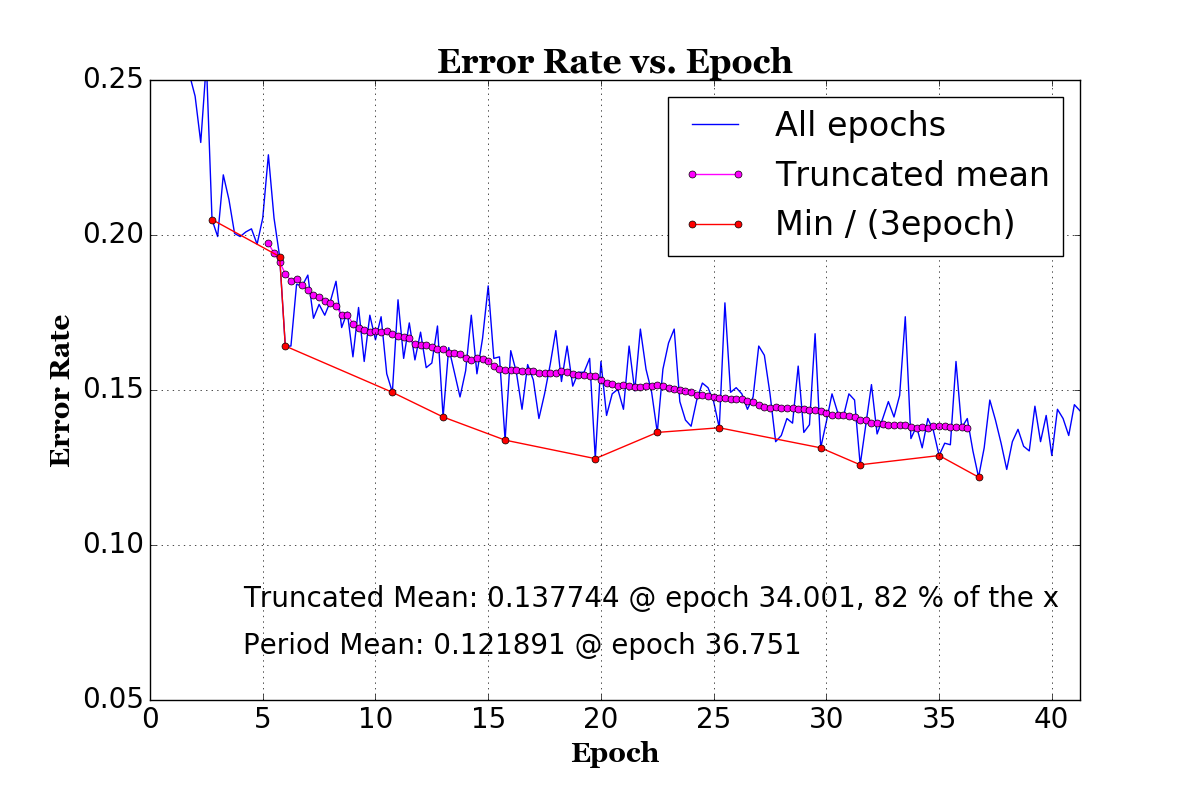 Error Rate vs. Epoch
0.25
0.20
0.15
0.10
0.05
Error Rate
All epochs
Truncated mean
Min / (3epoch)
Truncated Mean: 0.137744 @ epoch 34.001, 82 % of the x
Period Mean: 0.121891 @ epoch 36.751
0 5 10 15 20 25 30 35 40
Epoch